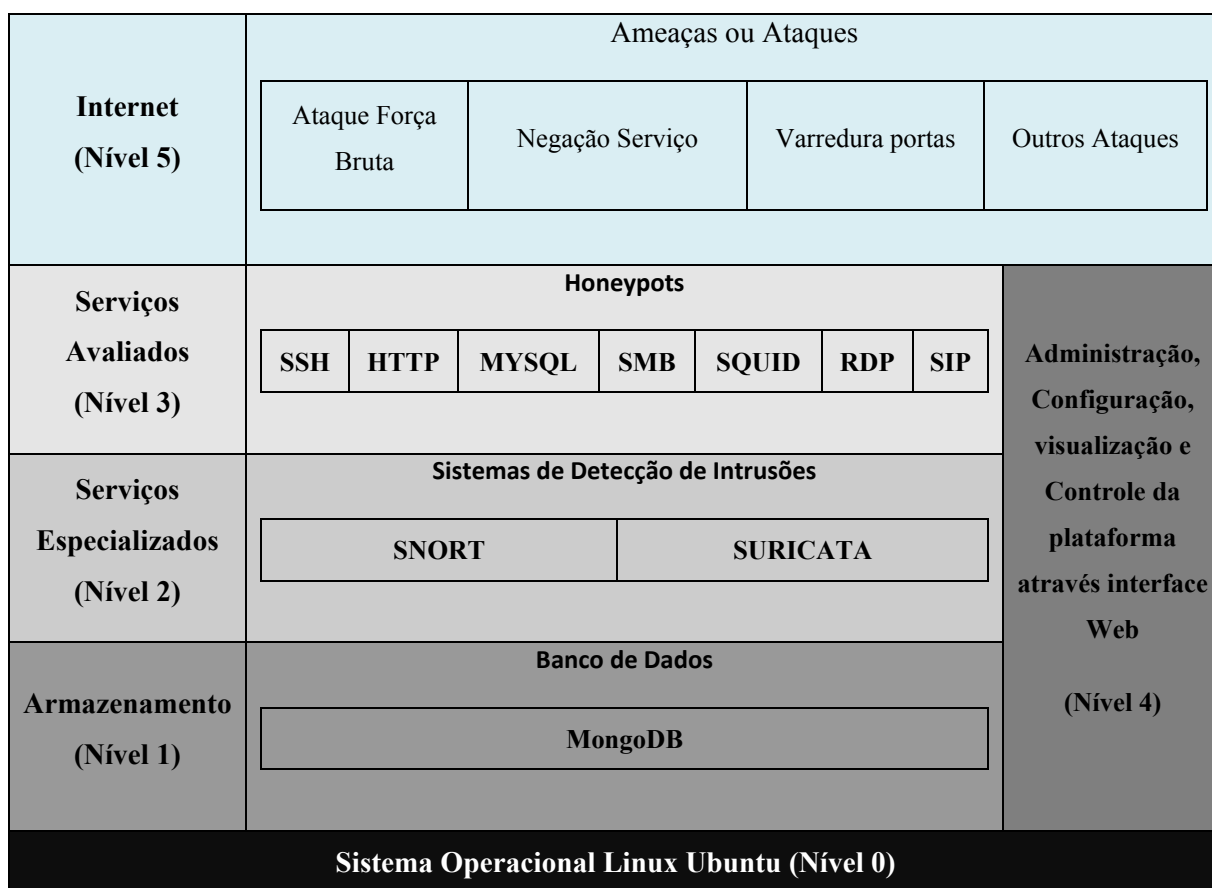 Internet
(Nível 5)
Ameaças ou Ataques
Ataque Força
Bruta
Negação Serviço
Varredura portas
Outros Ataques
Serviços
Avaliados
(Nível 3)
Honeypots
SSH
HTTP
MYSQL
SMB
SQUID
RDP
SIP
Serviços
Especializados
(Nível 2)
Sistemas de Detecção de Intrusões
SNORT
SURICATA
Armazenamento
(Nível 1)
Banco de Dados
MongoDB
Administração,
Configuração,
visualização e
Controle da
plataforma
através interface
Web
(Nível 4)
Sistema Operacional Linux Ubuntu (Nível 0)